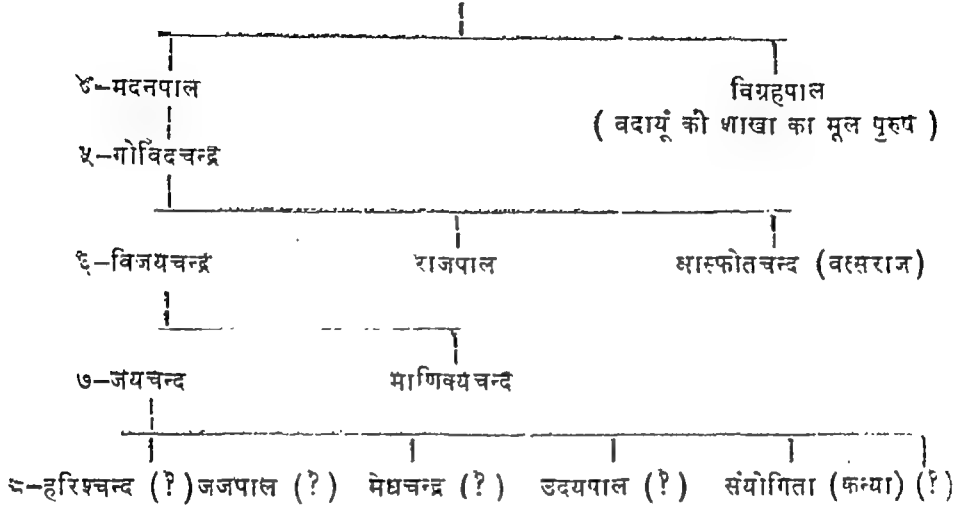 ४–मदनपाल विग्रहपाल
( वदायूं की शाखा का मूल पुरुष )
५–गोविंदचन्द्र
६–विजयचन्द्र राजपाल आस्फोतचन्द (वत्सराज)
७–जयचन्द माणिक्यचन्द
८–हरिश्चन्द (?) जजपाल (?) मेघचन्द्र (?) उदयपाल (?) संयोगिता (कन्या) (?)